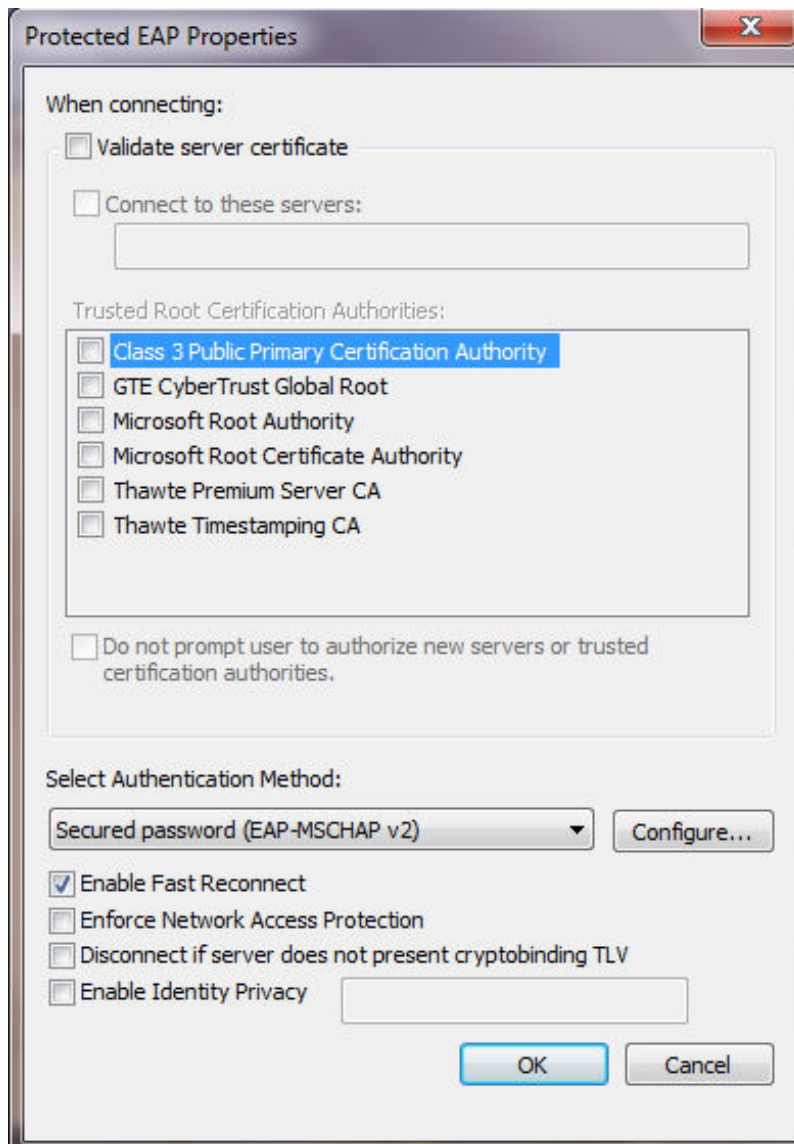 Protected EAP Properties
When connecting:
Validate server certificate
Connect to these servers:
Trusted Root Certification Authorities:
Class 3 Public Primary Certification Authority
GTE CyberTrust Global Root
Microsoft Root Authority
Microsoft Root Certificate Authority
Thawte Premium Server CA
Thawte Timestamping CA
Do not prompt user to authorize new servers or trusted
certification authorities.
Select Authentication Method:
Secured password (EAP-MSCHAP v2)
Configure...
Enable Fast Reconnect
Enforce Network Access Protection
Disconnect if server does not present cryptobinding TLV
Enable Identity Privacy
OK
Cancel